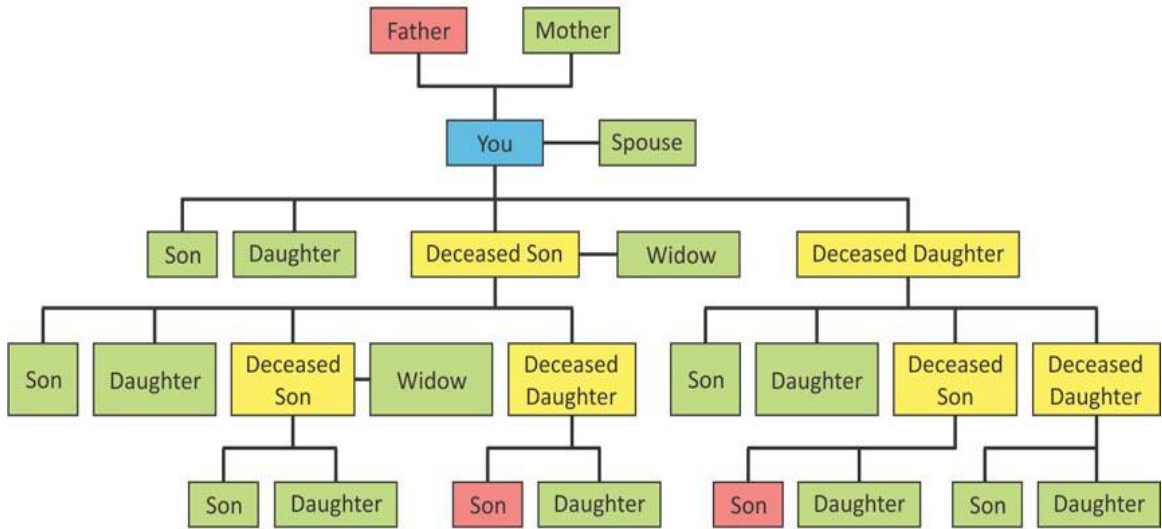 Father
Mother
You
Spouse
Son
Daughter
Deceased Son
Widow
Deceased Daughter
Son
Daughter
Deceased
Son
Widow
Deceased
Daughter
Son
Daughter
Deceased
Son
Deceased
Daughter
Son
Daughter
Son
Daughter
Son
Daughter
Son
Daughter